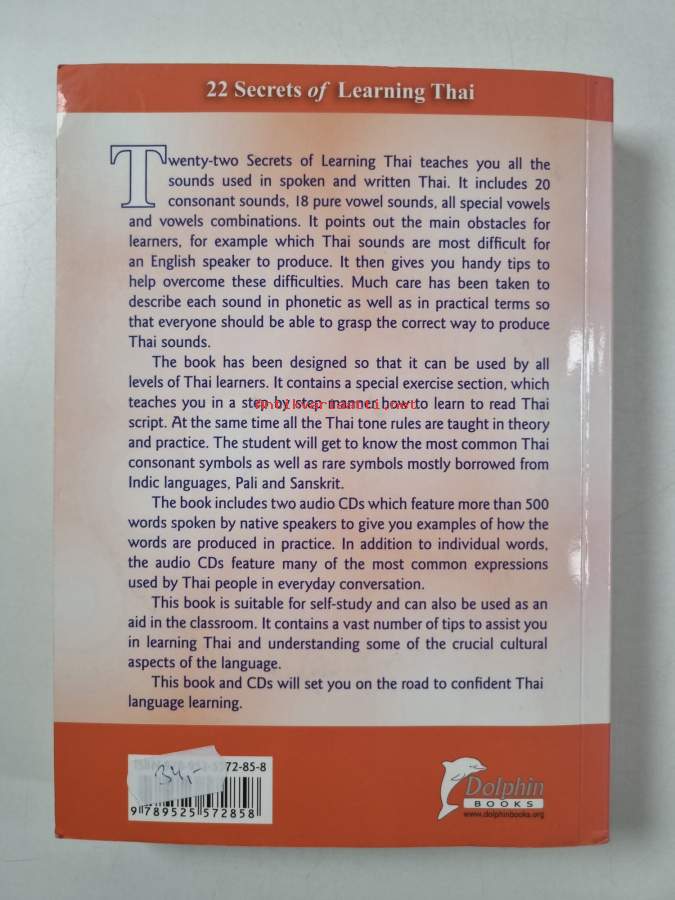 22 Secrets of Learning Thai
Twenty-two Secrets of Learning Thai teaches you all the
sounds used in spoken and written Thai. It includes 20
consonant sounds, 18 pure vowel sounds, all special vowels
and vowels combinations. It points out the main obstacles for
learners, for example which Thai sounds are most difficult for
an English speaker to produce. It then gives you handy tips to
help overcome these difficulties. Much care has been taken to
describe each sound in phonetic as well as in practical terms so
that everyone should be able to grasp the correct way to produce
Thai sounds.
The book has been designed so that it can be used by all
levels of Thai learners. It contains a special exercise section, which
teaches you in a step by step manner how to learn to read Thai
script. At the same time all the Thai tone rules are taught in theory
and practice. The student will get to know the most common Thai
consonant symbols as well as rare symbols mostly borrowed from
Indic languages, Pali and Sanskrit.
The book includes two audio CDs which feature more than 500
words spoken by native speakers to give you examples of how the
words are produced in practice. In addition to individual words,
the audio CDs feature many of the most common expressions
used by Thai people in everyday conversation.
This book is suitable for self-study and can also be used as an
aid in the classroom. It contains a vast number of tips to assist you
in learning Thai and understanding some of the crucial cultural
aspects of the language.
This book and CDs will set you on the road to confident Thai
language learning.
72-85-8
34,-
9 789525 572858
Dolphin
BOOKS
www.dolphinbooks.org